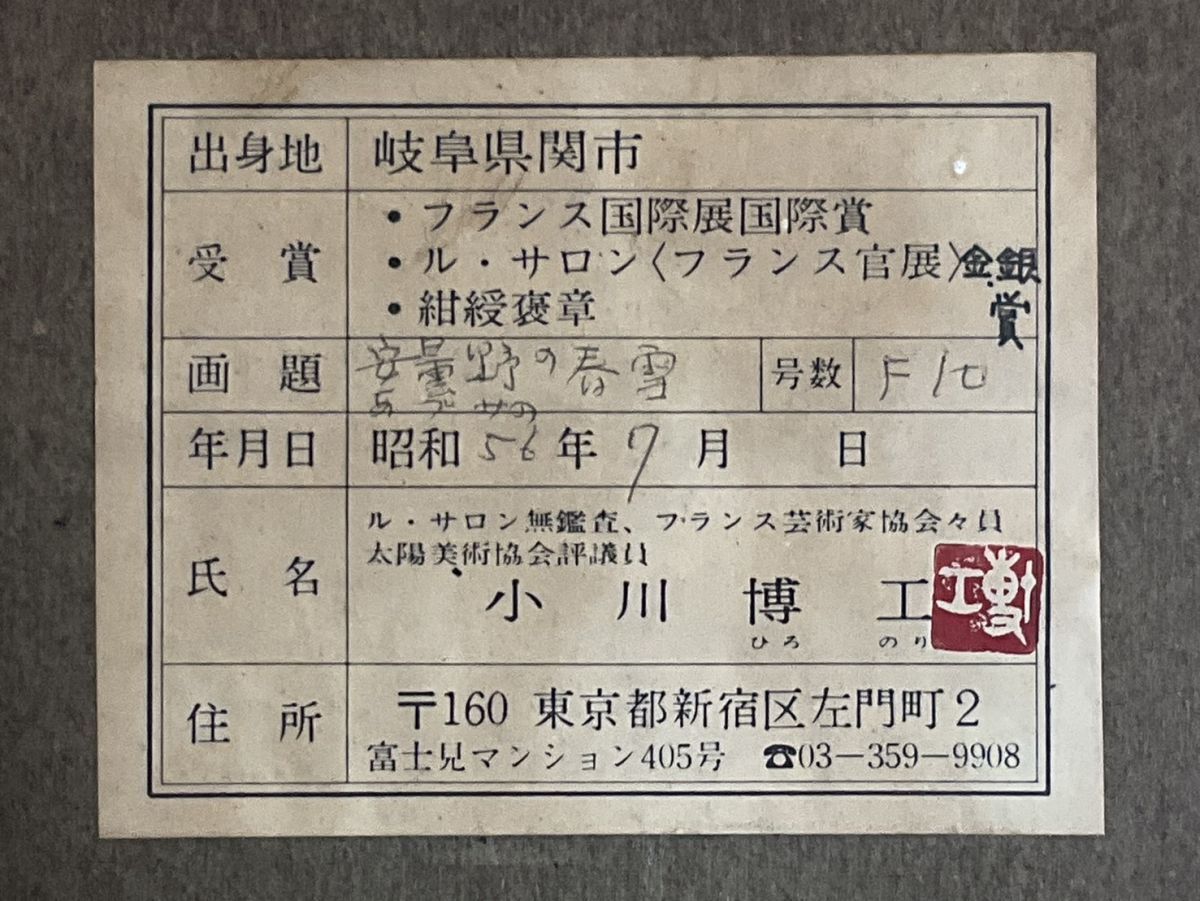 出身地 岐阜県関市
受賞 ・フランス国際展国際賞
・ル・サロン〈フランス官展〉金銀賞
・紺綬褒章
画題 安曇野の春雪 号数 F10
あづみの
年月日 昭和56年7月 日
氏名 ル・サロン無鑑査、フランス芸術家協会々員
太陽美術協会評議員
小川博工
ひろのり
住所 〒160 東京都新宿区左門町2
富士見マンション405号 ☎03-359-9908